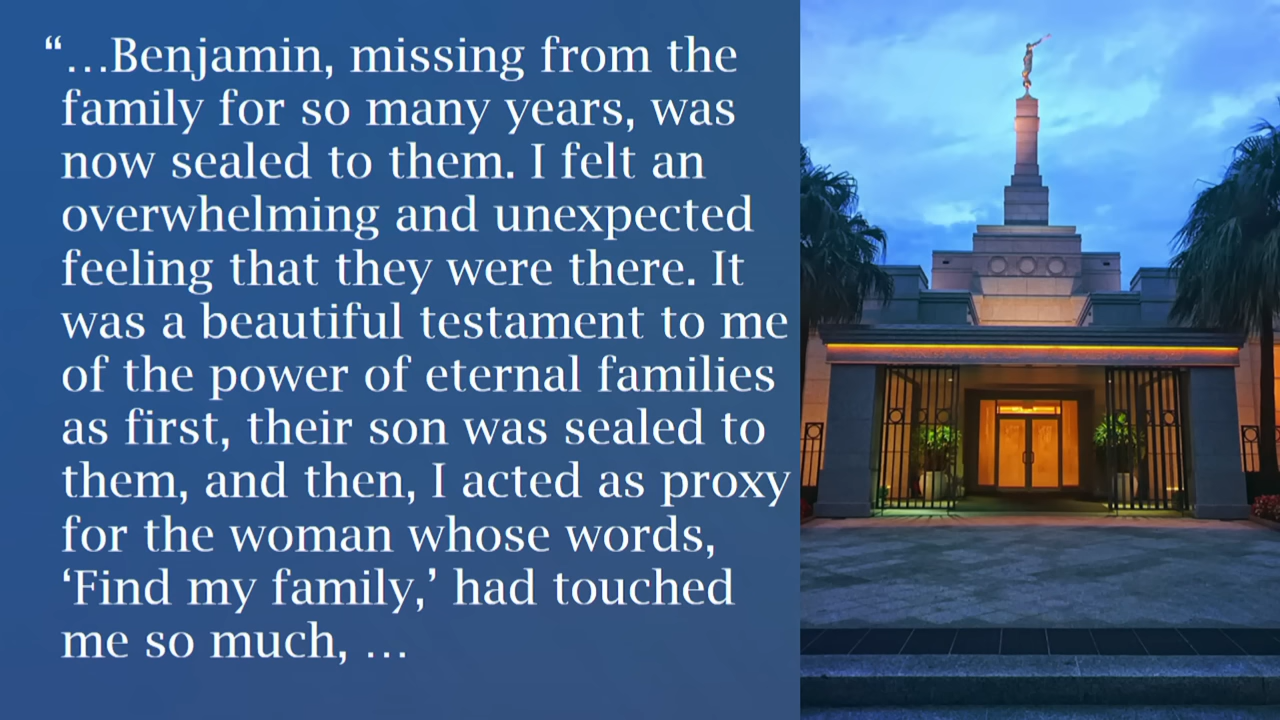 “…Benjamin, missing from the
family for so many years, was
now sealed to them. I felt an
overwhelming and unexpected
feeling that they were there. It
was a beautiful testament to me
of the power of eternal families
as first, their son was sealed to
them, and then, I acted as proxy
for the woman whose words,
‘Find my family,’ had touched
me so much, …